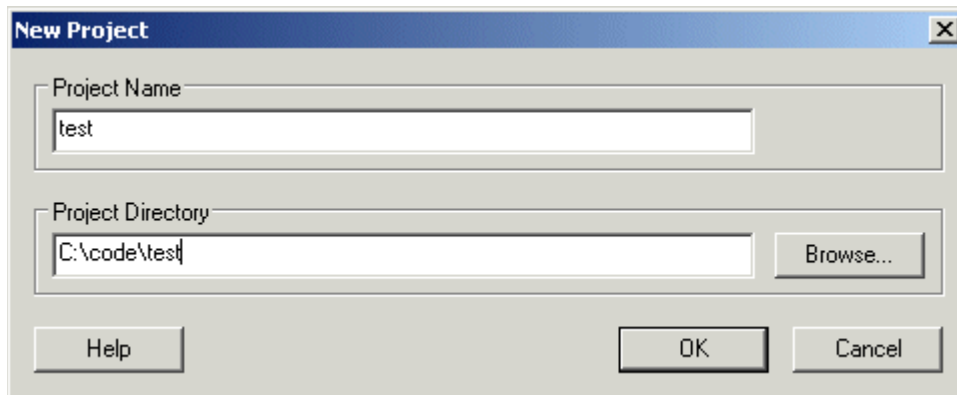 New Project
Project Name
test
Project Directory
C:\code\test
Browse...
Help
OK
Cancel